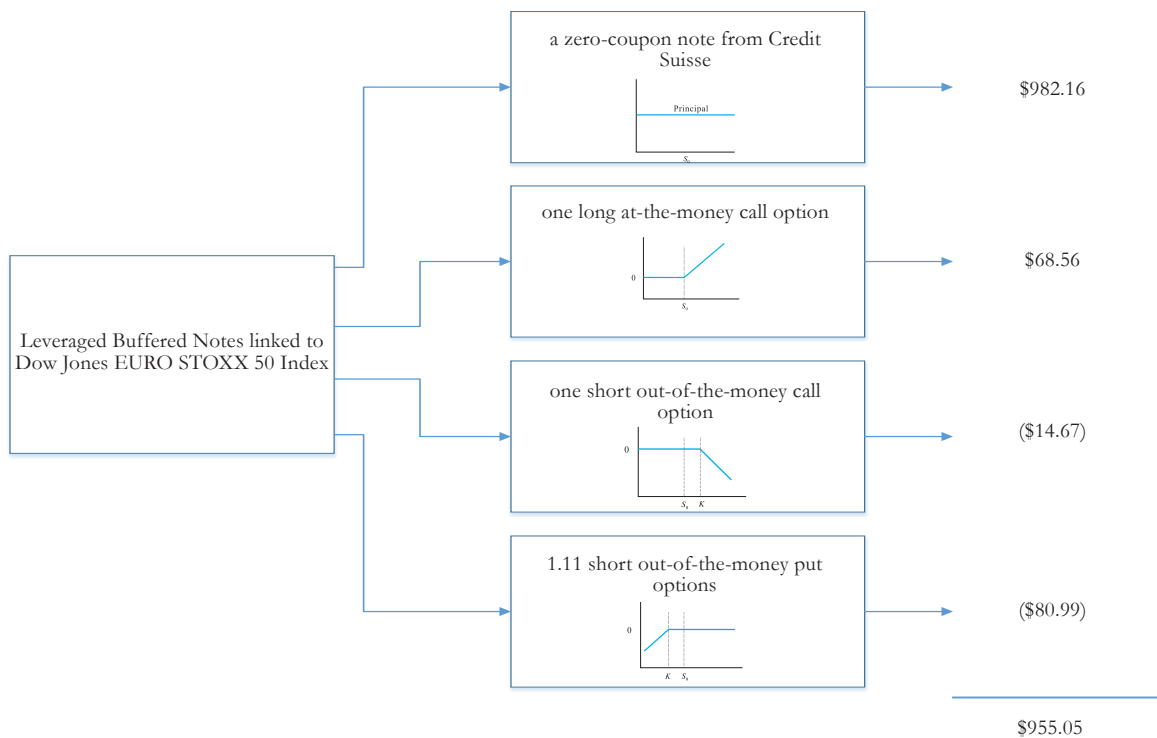 a zero-coupon note from Credit
Suisse
Principal
S₀
$982.16
one long at-the-money call option
0
S₀
$68.56
Leveraged Buffered Notes linked to
Dow Jones EURO STOXX 50 Index
one short out-of-the-money call
option
0
S₀ K
($14.67)
1.11 short out-of-the-money put
options
0
K S₀
($80.99)
$955.05